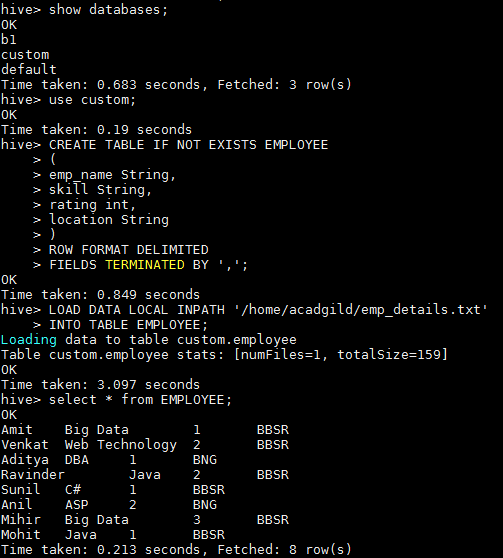 hive> show databases;
OK
b1
custom
default
Time taken: 0.683 seconds, Fetched: 3 row(s)
hive> use custom;
OK
Time taken: 0.19 seconds
hive> CREATE TABLE IF NOT EXISTS EMPLOYEE
    > (
    > emp_name String,
    > skill String,
    > rating int,
    > location String
    > )
    > ROW FORMAT DELIMITED
    > FIELDS TERMINATED BY ',';
OK
Time taken: 0.849 seconds
hive> LOAD DATA LOCAL INPATH '/home/acadgild/emp_details.txt'
    > INTO TABLE EMPLOYEE;
Loading data to table custom.employee
Table custom.employee stats: [numFiles=1, totalSize=159]
OK
Time taken: 3.097 seconds
hive> select * from EMPLOYEE;
OK
Amit    Big Data        1       BBSR
Venkat  Web Technology  2       BBSR
Aditya  DBA     1       BNG
Ravinder        Java    2       BBSR
Sunil   C#      1       BBSR
Anil    ASP     2       BNG
Mihir   Big Data        3       BBSR
Mohit   Java    1       BBSR
Time taken: 0.213 seconds, Fetched: 8 row(s)